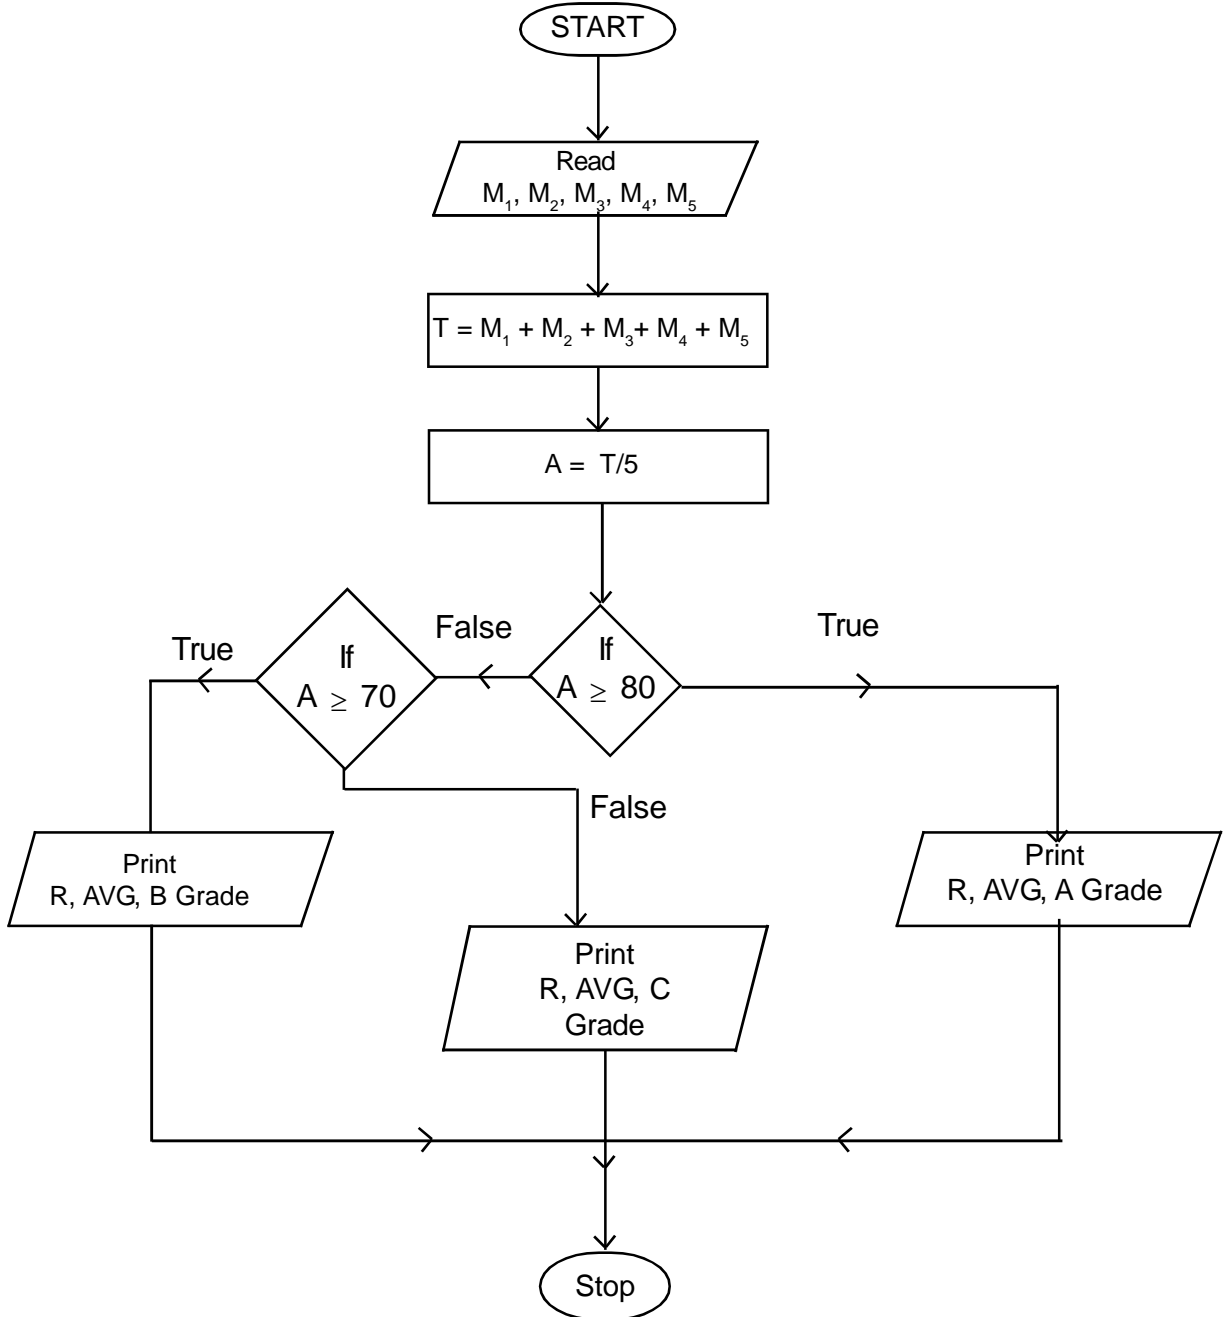 START
Read
M₁, M₂, M₃, M₄, M₅
T = M₁ + M₂ + M₃+ M₄ + M₅
A = T/5
If
A ≥ 80
False
True
If
A ≥ 70
True
False
Print
R, AVG, B Grade
Print
R, AVG, C
Grade
Print
R, AVG, A Grade
Stop